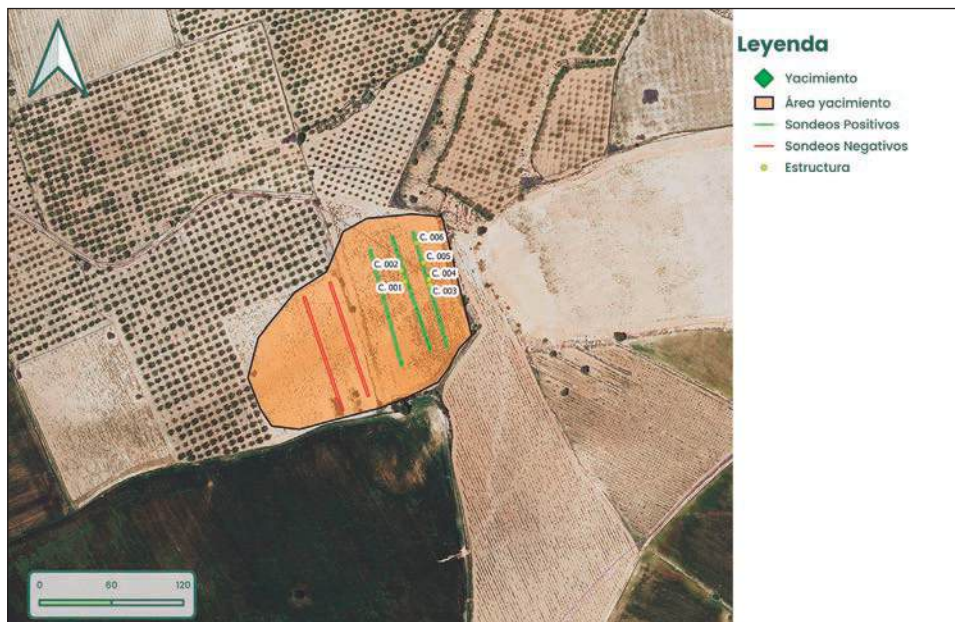 Leyenda
Yacimiento
Área yacimiento
Sondeos Positivos
Sondeos Negativos
Estructura
C. 006
C. 005
C. 002
C. 004
C. 001
C. 003
0 60 120